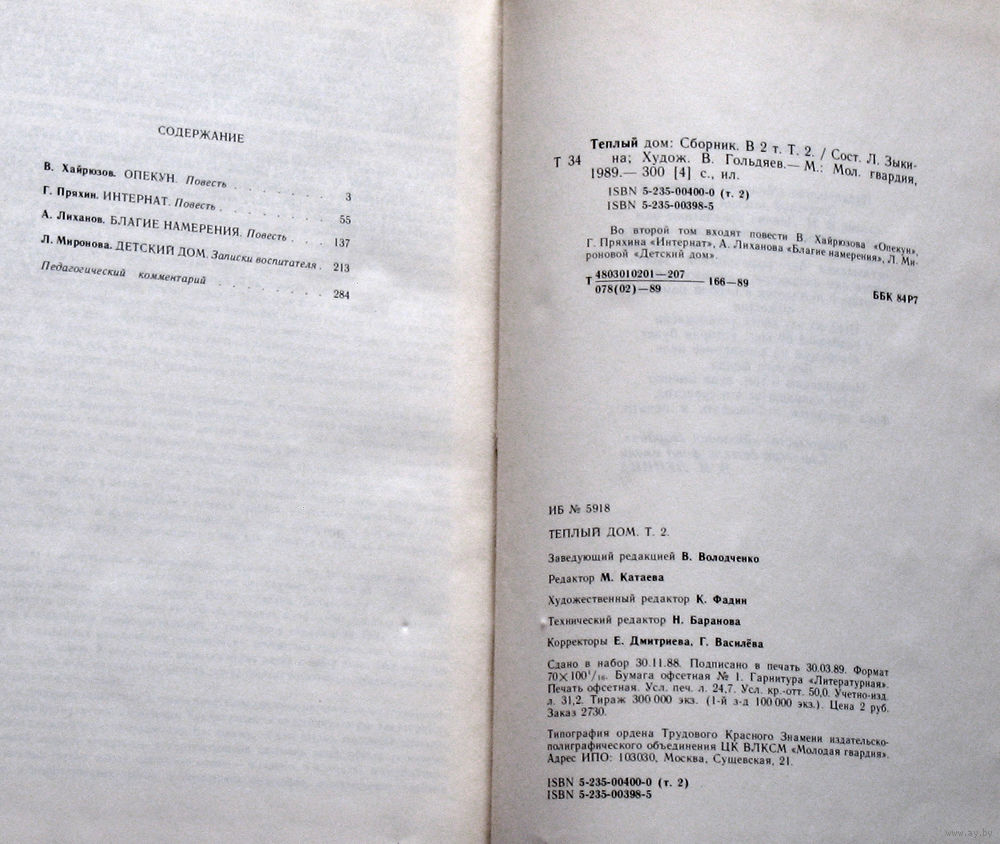 СОДЕРЖАНИЕ
В. Хайрюзов. ОПЕКУН. Повесть . . . . . . . . 3
Г. Пряхин. ИНТЕРНАТ. Повесть . . . . . . . . 55
А. Лиханов. БЛАГИЕ НАМЕРЕНИЯ. Повесть . . . 137
Л. Миронова. ДЕТСКИЙ ДОМ. Записки воспитателя . 213
Педагогический комментарий . . . . . . . . 284
Теплый дом: Сборник. В 2 т. Т. 2. / Сост. Л. Зыки-
Т 34 на; Худож. В. Гольдяев.— М.: Мол. гвардия,
1989.— 300 [4] с., ил.
ISBN 5-235-00400-0 (т. 2)
ISBN 5-235-00398-5
Во второй том входят повести В. Хайрюзова «Опекун»,
Г. Пряхина «Интернат», А. Лиханова «Благие намерения», Л. Ми-
роновой «Детский дом».
Т 4803010201—207
078(02)—89 166—89
ББК 84Р7
ИБ № 5918
ТЕПЛЫЙ ДОМ. Т. 2.
Заведующий редакцией В. Володченко
Редактор М. Катаева
Художественный редактор К. Фадин
Технический редактор Н. Баранова
Корректоры Е. Дмитриева, Г. Василёва
Сдано в набор 30.11.88. Подписано в печать 30.03.89. Формат
70×100¹/₁₆. Бумага офсетная № 1. Гарнитура «Литературная».
Печать офсетная. Усл. печ. л. 24,7. Усл. кр.-отт. 50,0. Учетно-изд.
л. 31,2. Тираж 300 000 экз. (1-й з-д 100 000 экз.). Цена 2 руб.
Заказ 2730.
Типография ордена Трудового Красного Знамени издательско-
полиграфического объединения ЦК ВЛКСМ «Молодая гвардия».
Адрес ИПО: 103030, Москва, Сущевская, 21.
ISBN 5-235-00400-0 (т. 2)
ISBN 5-235-00398-5
www.ay.by